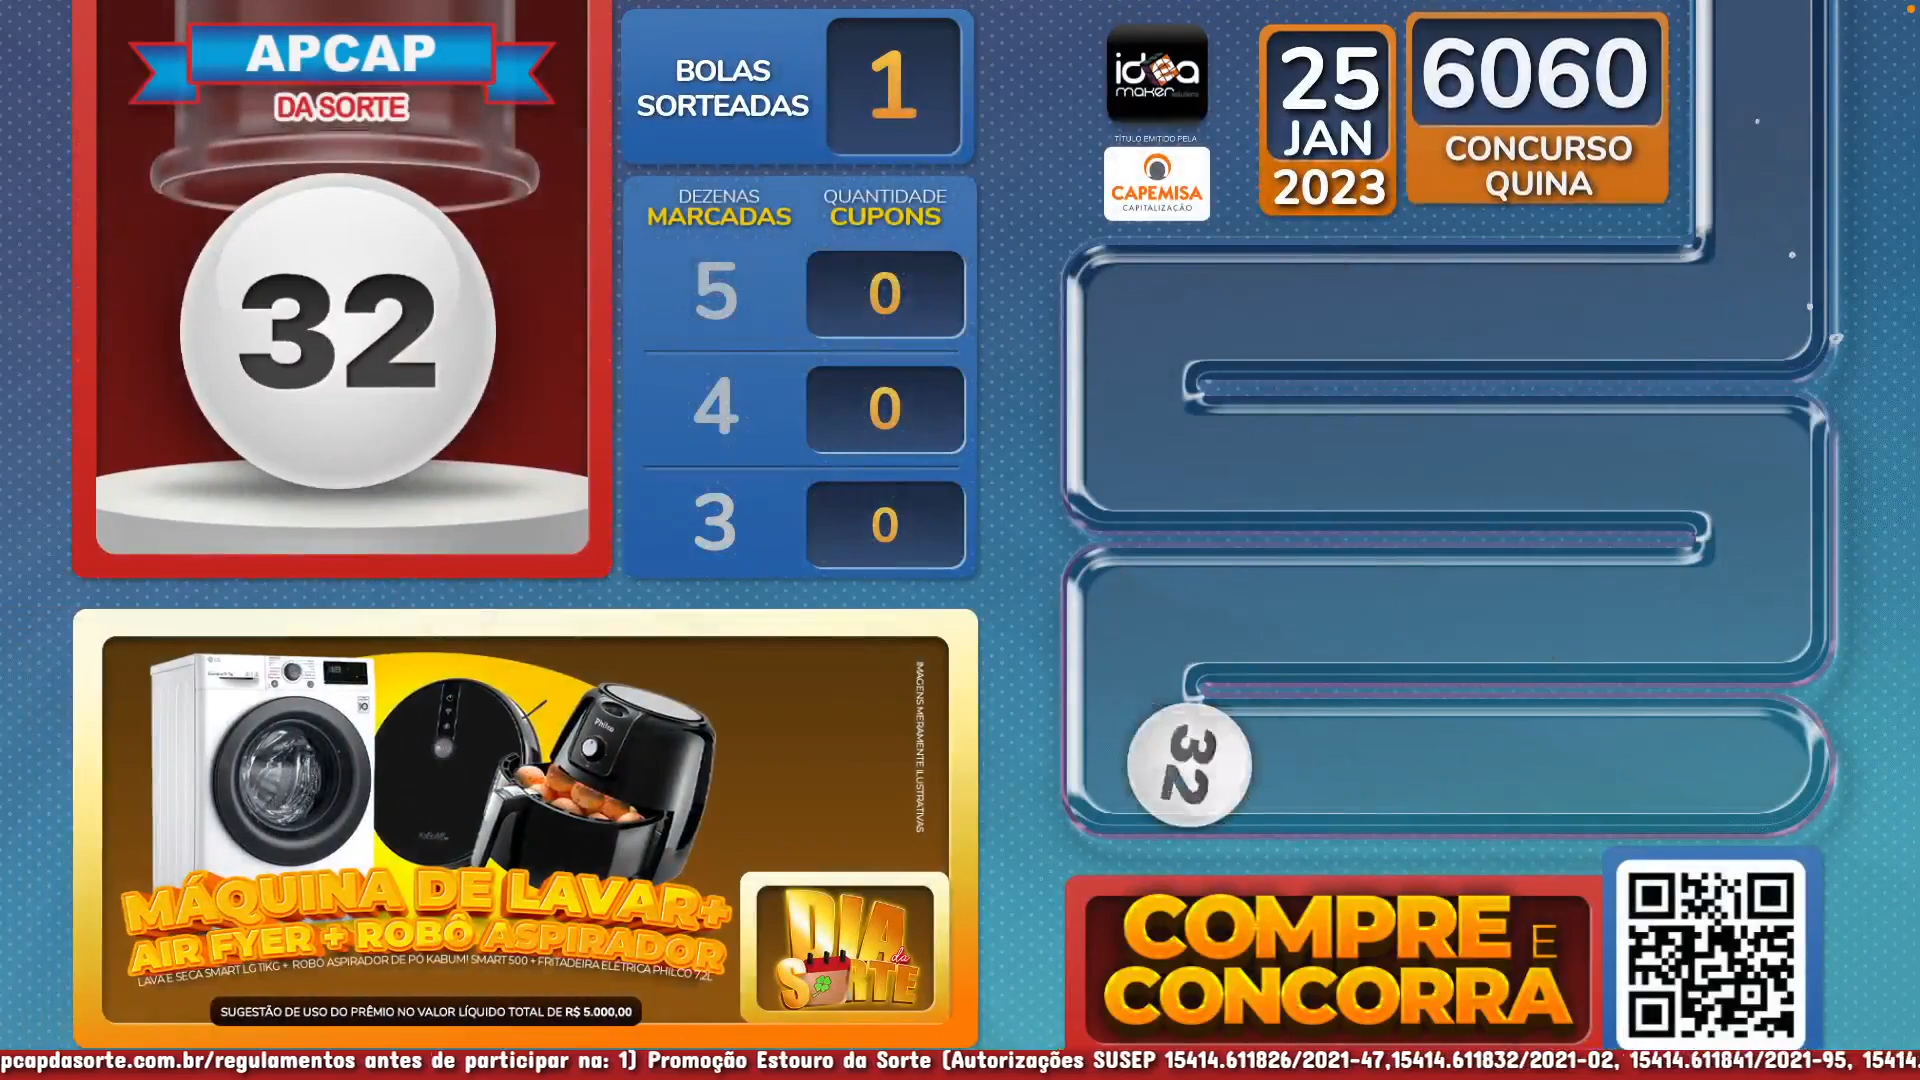 APCAP
DA SORTE
32
BOLAS
SORTEADAS
1
DEZENAS
MARCADAS
QUANTIDADE
CUPONS
5
0
4
0
3
0
idea
maker
TÍTULO EMITIDO PELA
CAPEMISA
CAPITALIZAÇÃO
25
JAN
2023
6060
CONCURSO
QUINA
32
IMAGENS MERAMENTE ILUSTRATIVAS
LG
Philco
MÁQUINA DE LAVAR+
AIR FYER + ROBÔ ASPIRADOR
LAVA E SECA SMART LG 11KG + ROBO ASPIRADOR DE PÓ KABUM! SMART 500 + FRITADEIRA ELÉTRICA PHILCO 7,2L
SUGESTÃO DE USO DO PRÊMIO NO VALOR LÍQUIDO TOTAL DE R$ 5.000,00
DIA
da
SORTE
COMPRE E
CONCORRA
pcapdasorte.com.br/regulamentos antes de participar na: 1) Promoção Estouro da Sorte (Autorizações SUSEP 15414.611826/2021-47,15414.611832/2021-02, 15414.611841/2021-95, 15414.